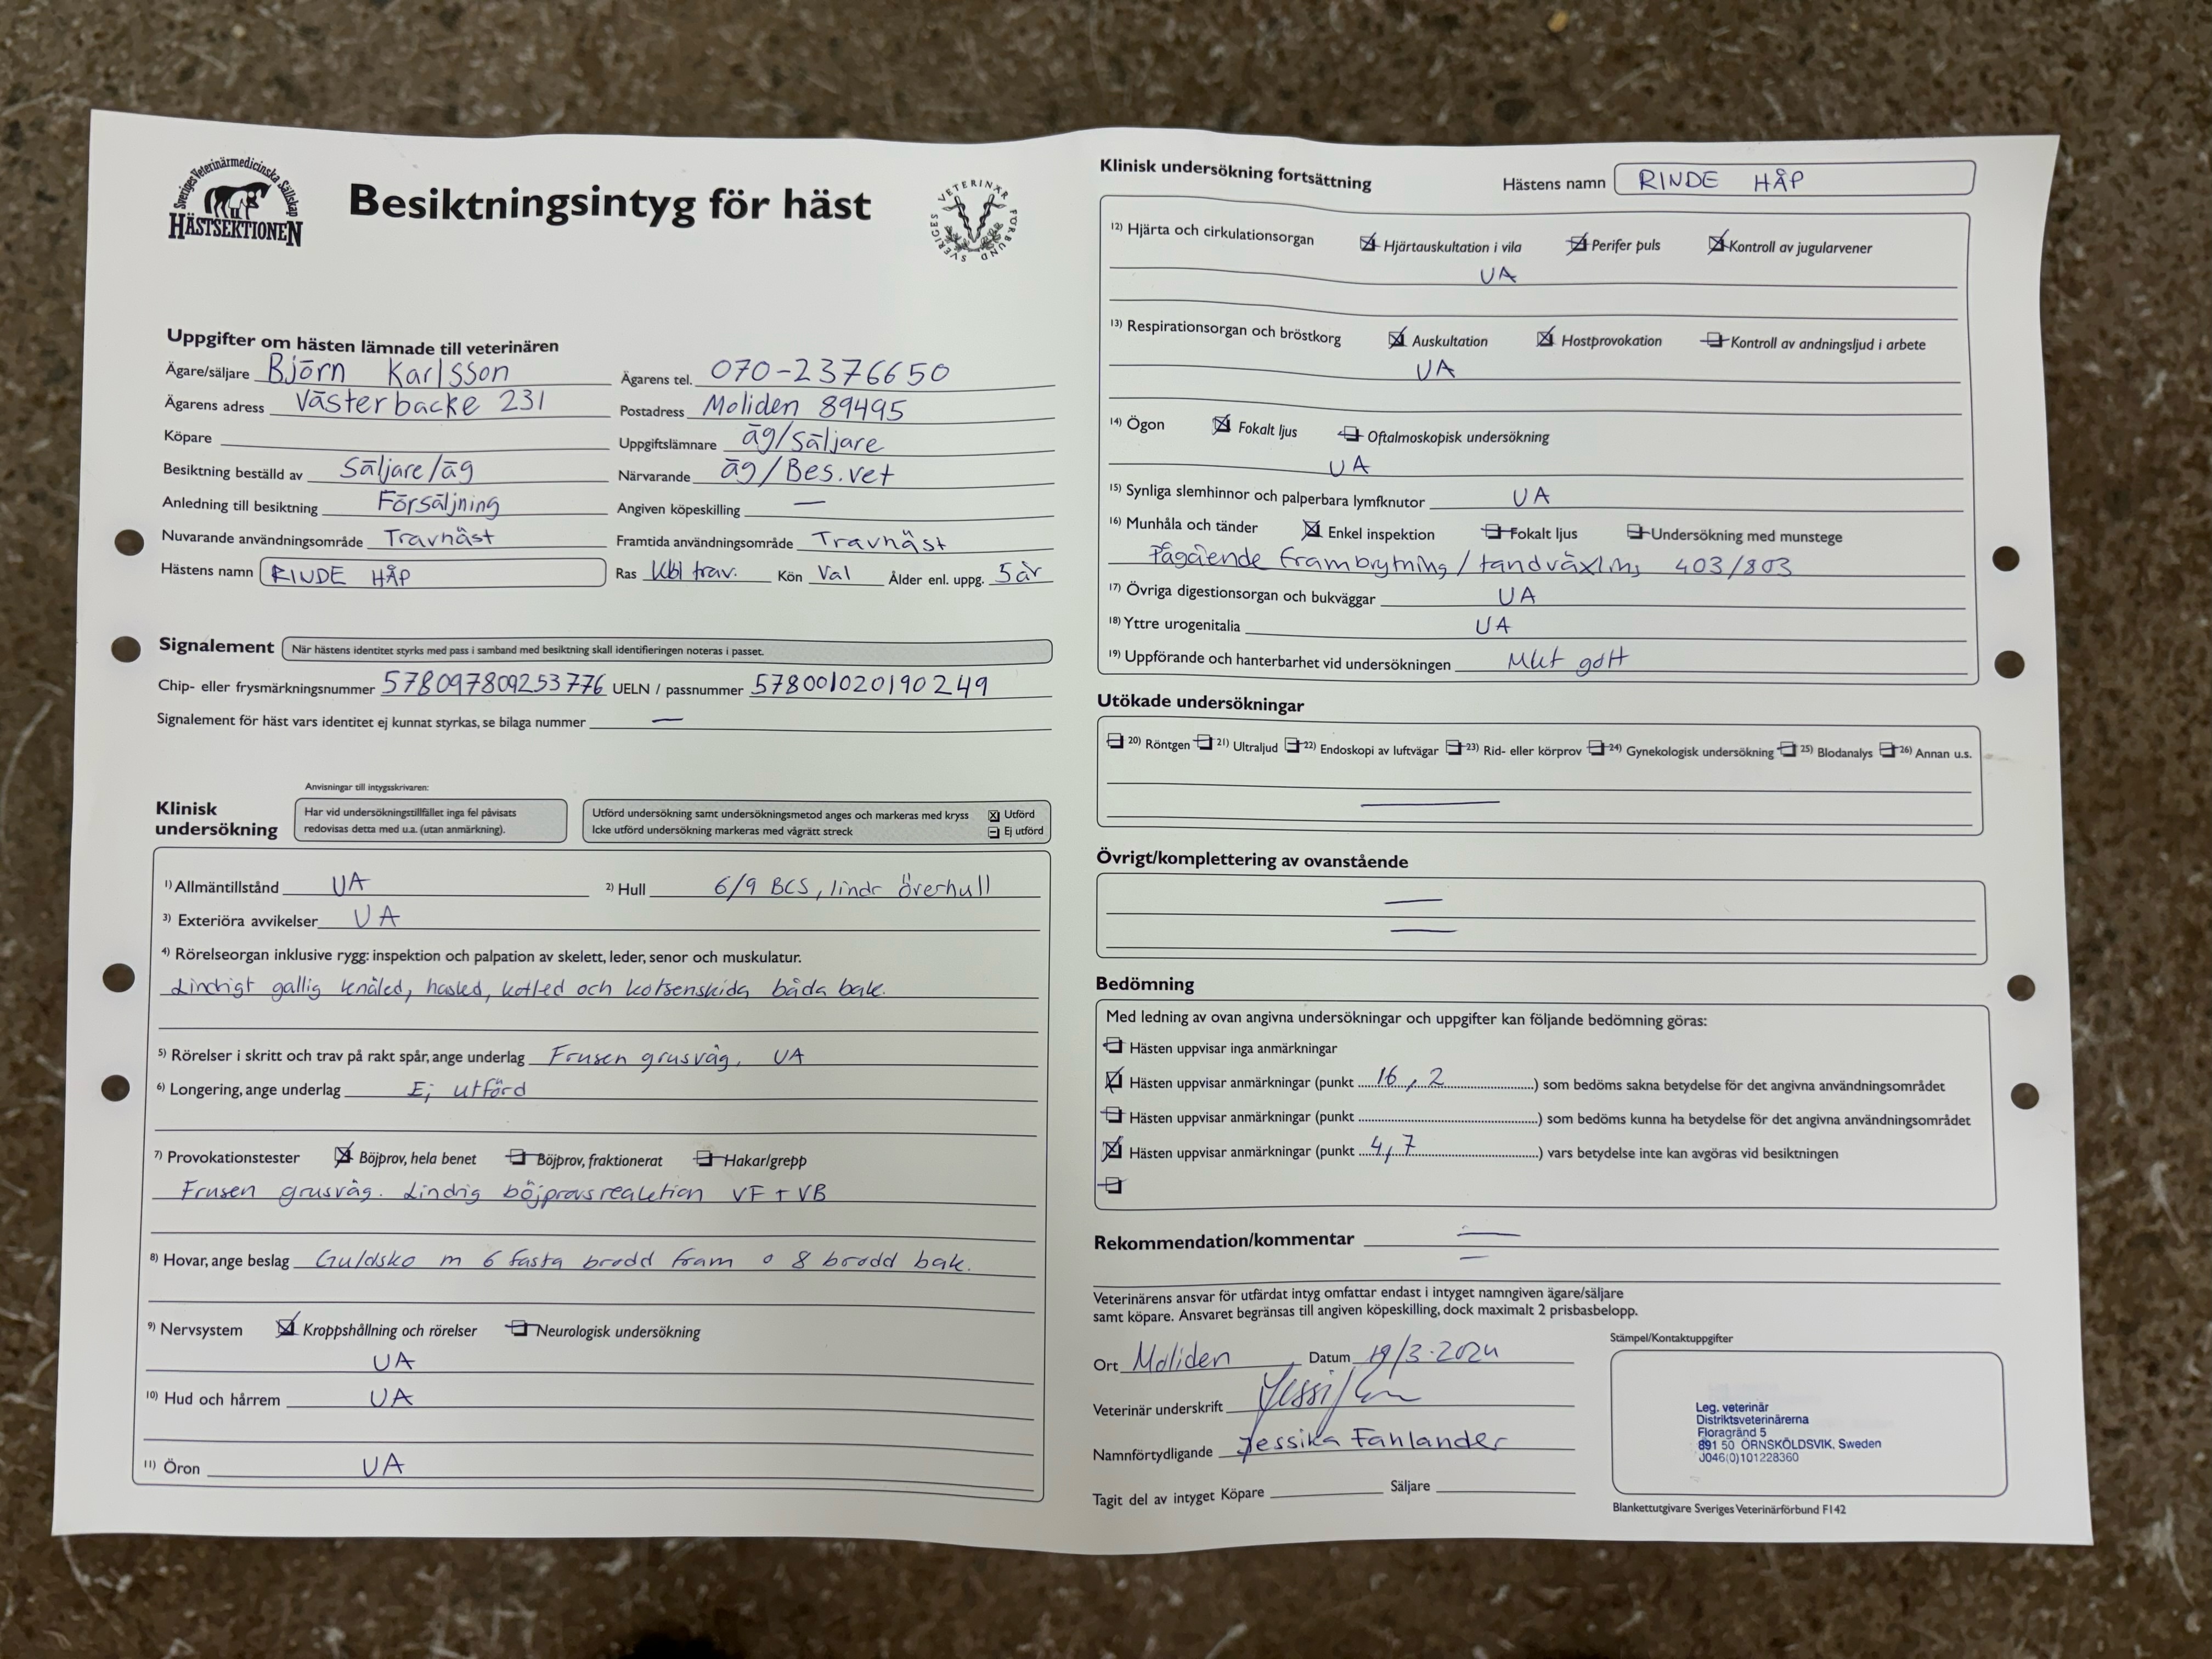 Sveriges Veterinärmedicinska Sällskap
HÄSTSEKTIONEN
Besiktningsintyg för häst
SVERIGES VETERINÄRFÖRBUND
Uppgifter om hästen lämnade till veterinären
Ägare/säljare Björn Karlsson Ägarens tel. 070-2376650
Ägarens adress Västerbacke 231 Postadress Moliden 89495
Köpare Uppgiftslämnare äg/säljare
Besiktning beställd av Säljare/äg Närvarande äg/Bes.vet
Anledning till besiktning Försäljning Angiven köpeskilling —
Nuvarande användningsområde Travhäst Framtida användningsområde Travhäst
Hästens namn RINDE HÅP Ras Kbl trav. Kön Val Ålder enl. uppg. 5 år
Signalement När hästens identitet styrks med pass i samband med besiktning skall identifieringen noteras i passet.
Chip- eller frysmärkningsnummer 578097809253776 UELN / passnummer 578001020190249
Signalement för häst vars identitet ej kunnat styrkas, se bilaga nummer —
Anvisningar till intygsskrivaren:
Klinisk undersökning
Har vid undersökningstillfället inga fel påvisats
redovisas detta med u.a. (utan anmärkning).
Utförd undersökning samt undersökningsmetod anges och markeras med kryss ☒ Utförd
Icke utförd undersökning markeras med vågrätt streck Ej utförd
1) Allmäntillstånd UA 2) Hull 6/9 BCS, lindr överhull
3) Exteriöra avvikelser UA
4) Rörelseorgan inklusive rygg: inspektion och palpation av skelett, leder, senor och muskulatur.
Lindrigt gallig knäled, hasled, kotled och kotsenskida båda bak.
5) Rörelser i skritt och trav på rakt spår, ange underlag Frusen grusväg, UA
6) Longering, ange underlag Ej utförd
7) Provokationstester Böjprov, hela benet Böjprov, fraktionerat Hakar/grepp
Frusen grusväg. Lindrig böjprovsreaktion VF + VB
8) Hovar, ange beslag Guldsko m 6 fasta brodd fram o 8 brodd bak.
9) Nervsystem Kroppshållning och rörelser Neurologisk undersökning
UA
10) Hud och hårrem UA
11) Öron UA
Klinisk undersökning fortsättning Hästens namn RINDE HÅP
12) Hjärta och cirkulationsorgan Hjärtauskultation i vila Perifer puls Kontroll av jugularvener
UA
13) Respirationsorgan och bröstkorg Auskultation Hostprovokation Kontroll av andningsljud i arbete
UA
14) Ögon Fokalt ljus Oftalmoskopisk undersökning
UA
15) Synliga slemhinnor och palperbara lymfknutor UA
16) Munhåla och tänder Enkel inspektion Fokalt ljus Undersökning med munstege
Pågående frambrytning / tandväxling 403/803
17) Övriga digestionsorgan och bukväggar UA
18) Yttre urogenitalia UA
19) Uppförande och hanterbarhet vid undersökningen Mkt gott
Utökade undersökningar
20) Röntgen 21) Ultraljud 22) Endoskopi av luftvägar 23) Rid- eller körprov 24) Gynekologisk undersökning 25) Blodanalys 26) Annan u.s.
Övrigt/komplettering av ovanstående
Bedömning
Med ledning av ovan angivna undersökningar och uppgifter kan följande bedömning göras:
Hästen uppvisar inga anmärkningar
Hästen uppvisar anmärkningar (punkt 16, 2) som bedöms sakna betydelse för det angivna användningsområdet
Hästen uppvisar anmärkningar (punkt ) som bedöms kunna ha betydelse för det angivna användningsområdet
Hästen uppvisar anmärkningar (punkt 4, 7) vars betydelse inte kan avgöras vid besiktningen
Rekommendation/kommentar
Veterinärens ansvar för utfärdat intyg omfattar endast i intyget namngiven ägare/säljare
samt köpare. Ansvaret begränsas till angiven köpeskilling, dock maximalt 2 prisbasbelopp.
Ort Moliden Datum 19/3-2024
Stämpel/Kontaktuppgifter
Veterinär underskrift
Namnförtydligande Jessika Fahlander
Tagit del av intyget Köpare Säljare
Leg. veterinär
Distriktsveterinärerna
Floragränd 5
891 50 ÖRNSKÖLDSVIK, Sweden
J046(0)101228360
Blankettutgivare Sveriges Veterinärförbund F142